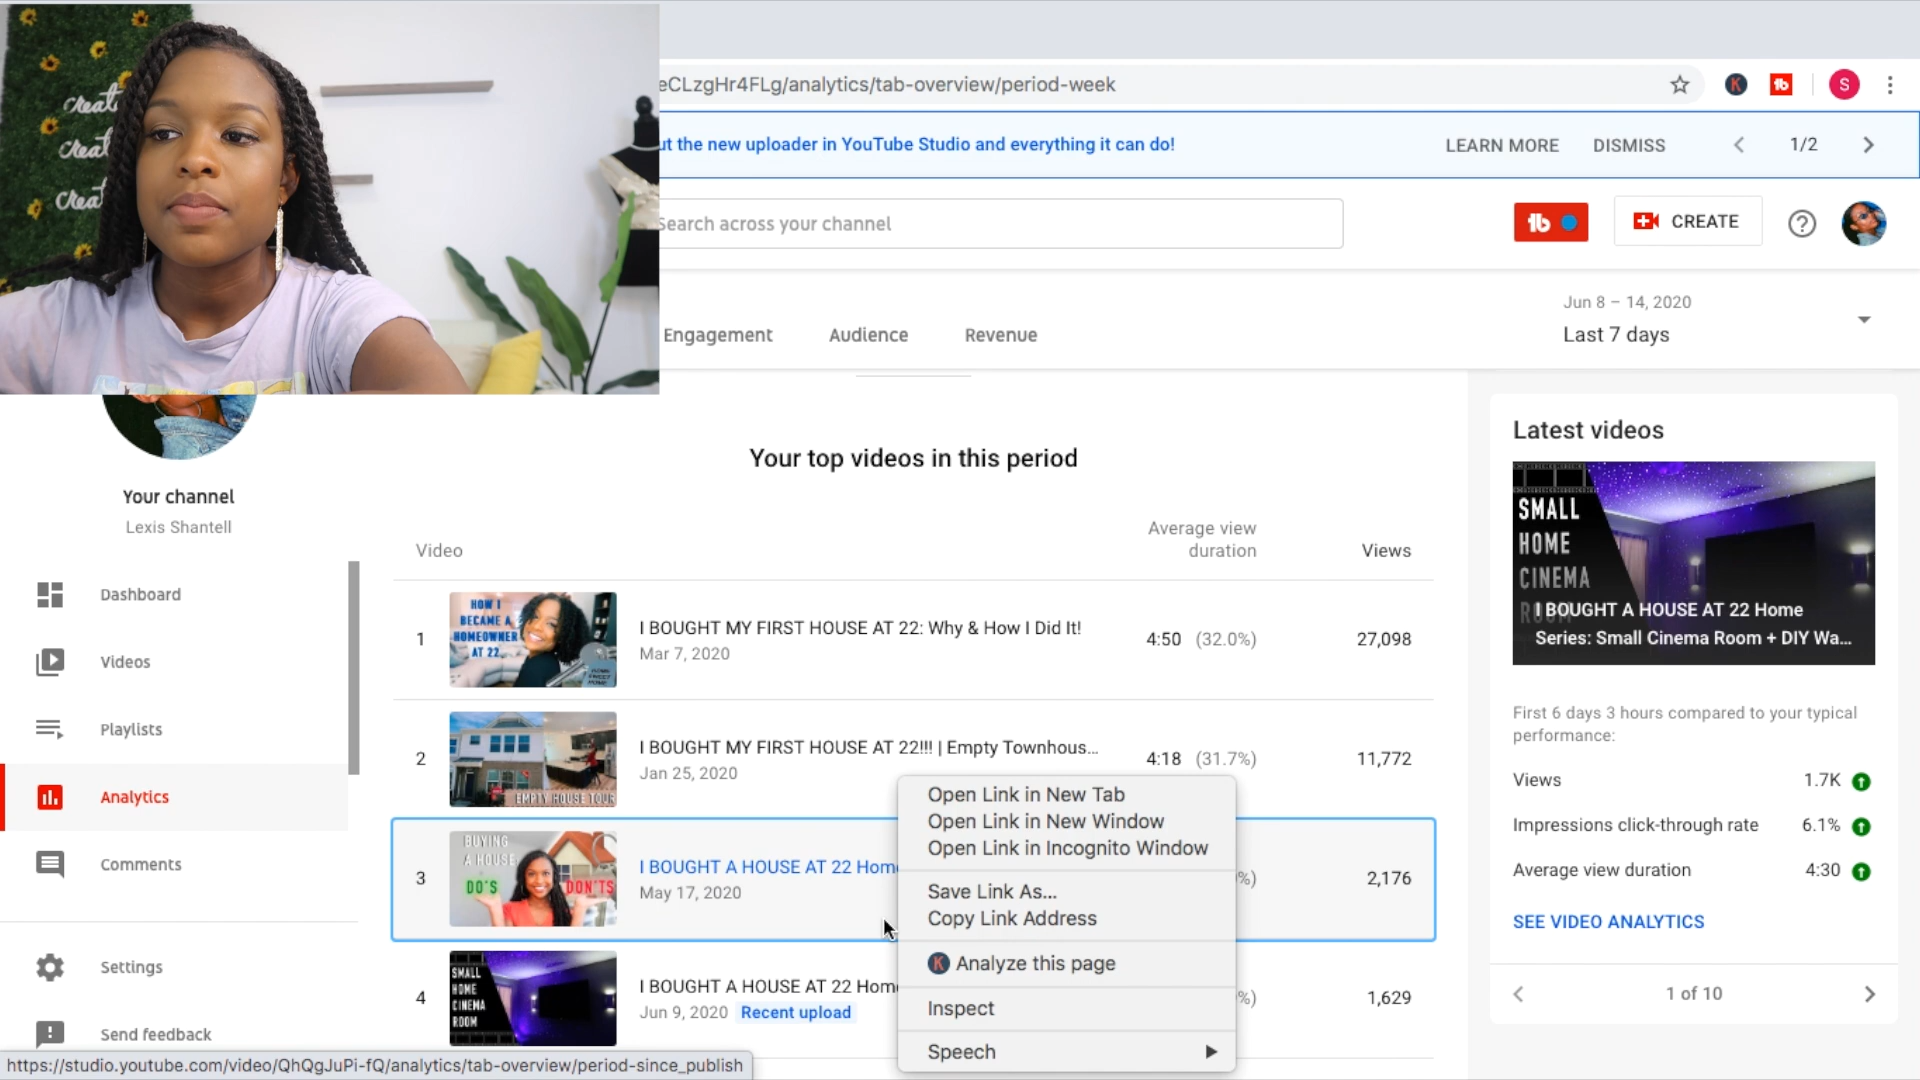 Creat
Creat
Creat
eCLzgHr4FLg/analytics/tab-overview/period-week
S
ut the new uploader in YouTube Studio and everything it can do!
LEARN MORE
DISMISS
1/2
Search across your channel
CREATE
Engagement
Audience
Revenue
Jun 8 – 14, 2020
Last 7 days
Your channel
Lexis Shantell
Dashboard
Videos
Playlists
Analytics
Comments
Settings
Send feedback
Your top videos in this period
Video
Average view
duration
Views
1
HOW I
BECAME A
HOMEOWNER
AT 22
HOME
SWEET
HOME
I BOUGHT MY FIRST HOUSE AT 22: Why & How I Did It!
Mar 7, 2020
4:50 (32.0%)
27,098
2
EMPTY HOUSE TOUR
I BOUGHT MY FIRST HOUSE AT 22!!! | Empty Townhous...
Jan 25, 2020
4:18 (31.7%)
11,772
3
BUYING
A HOUSE
DO'S
DON'TS
I BOUGHT A HOUSE AT 22 Hom
May 17, 2020
%)
2,176
4
SMALL
HOME
CINEMA
ROOM
I BOUGHT A HOUSE AT 22 Hom
Jun 9, 2020
Recent upload
%)
1,629
Open Link in New Tab
Open Link in New Window
Open Link in Incognito Window
Save Link As...
Copy Link Address
K Analyze this page
Inspect
Speech
Latest videos
SMALL
HOME
CINEMA
ROOM
I BOUGHT A HOUSE AT 22 Home
Series: Small Cinema Room + DIY Wa...
First 6 days 3 hours compared to your typical
performance:
Views
1.7K
Impressions click-through rate
6.1%
Average view duration
4:30
SEE VIDEO ANALYTICS
1 of 10
https://studio.youtube.com/video/QhQgJuPi-fQ/analytics/tab-overview/period-since_publish